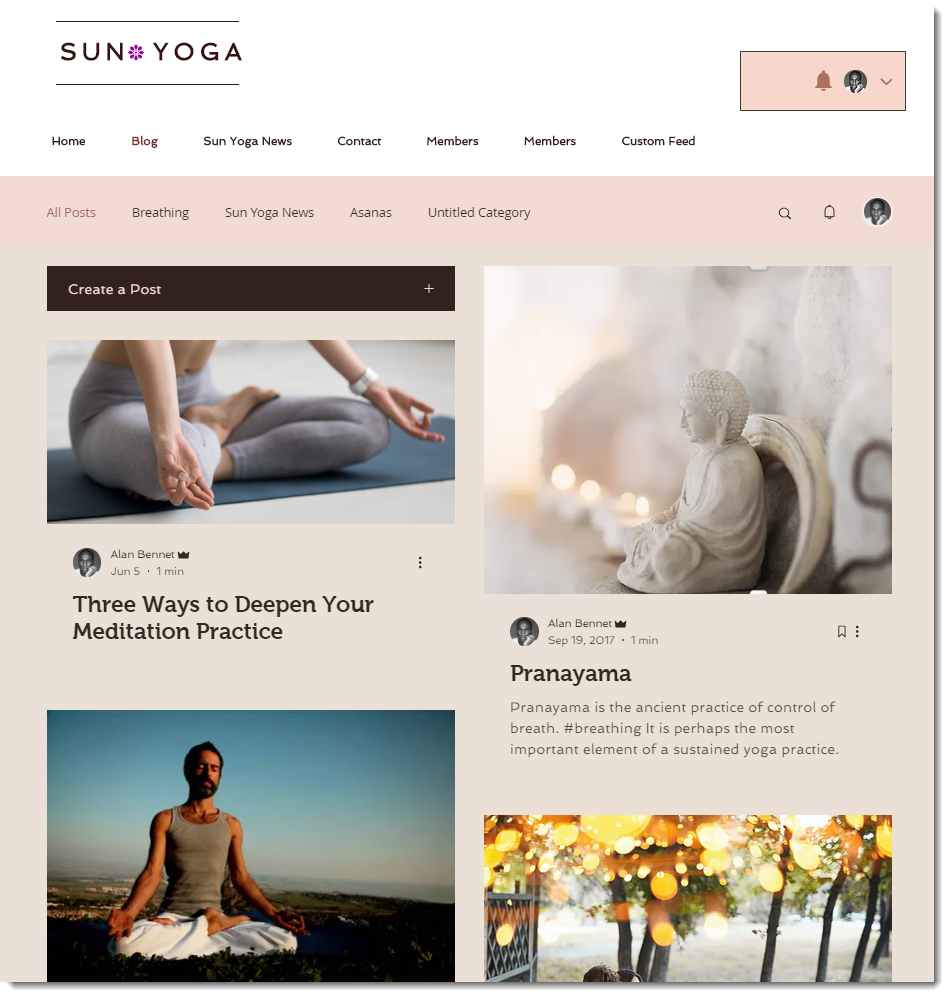 SUN YOGA
Home Blog Sun Yoga News Contact Members Members Custom Feed
All Posts Breathing Sun Yoga News Asanas Untitled Category
Create a Post +
Alan Bennet
Jun 5 · 1 min
Three Ways to Deepen Your
Meditation Practice
Alan Bennet
Sep 19, 2017 · 1 min
Pranayama
Pranayama is the ancient practice of control of
breath. #breathing It is perhaps the most
important element of a sustained yoga practice.